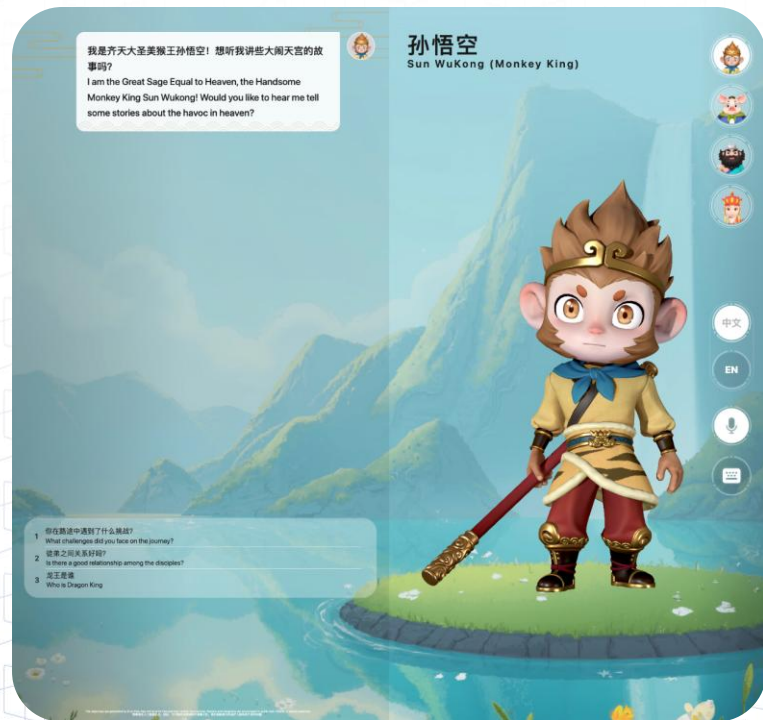 我是齐天大圣美猴王孙悟空！想听我讲些大闹天宫的故
事吗?
I am the Great Sage Equal to Heaven, the Handsome
Monkey King Sun Wukong! Would you like to hear me tell
some stories about the havoc in heaven?
孙悟空
Sun WuKong (Monkey King)
中文
EN
1 你在路途中遇到了什么挑战?
What challenges did you face on the journey?
2 徒弟之间关系好吗?
Is there a good relationship among the disciples?
3 龙王是谁
Who is Dragon King